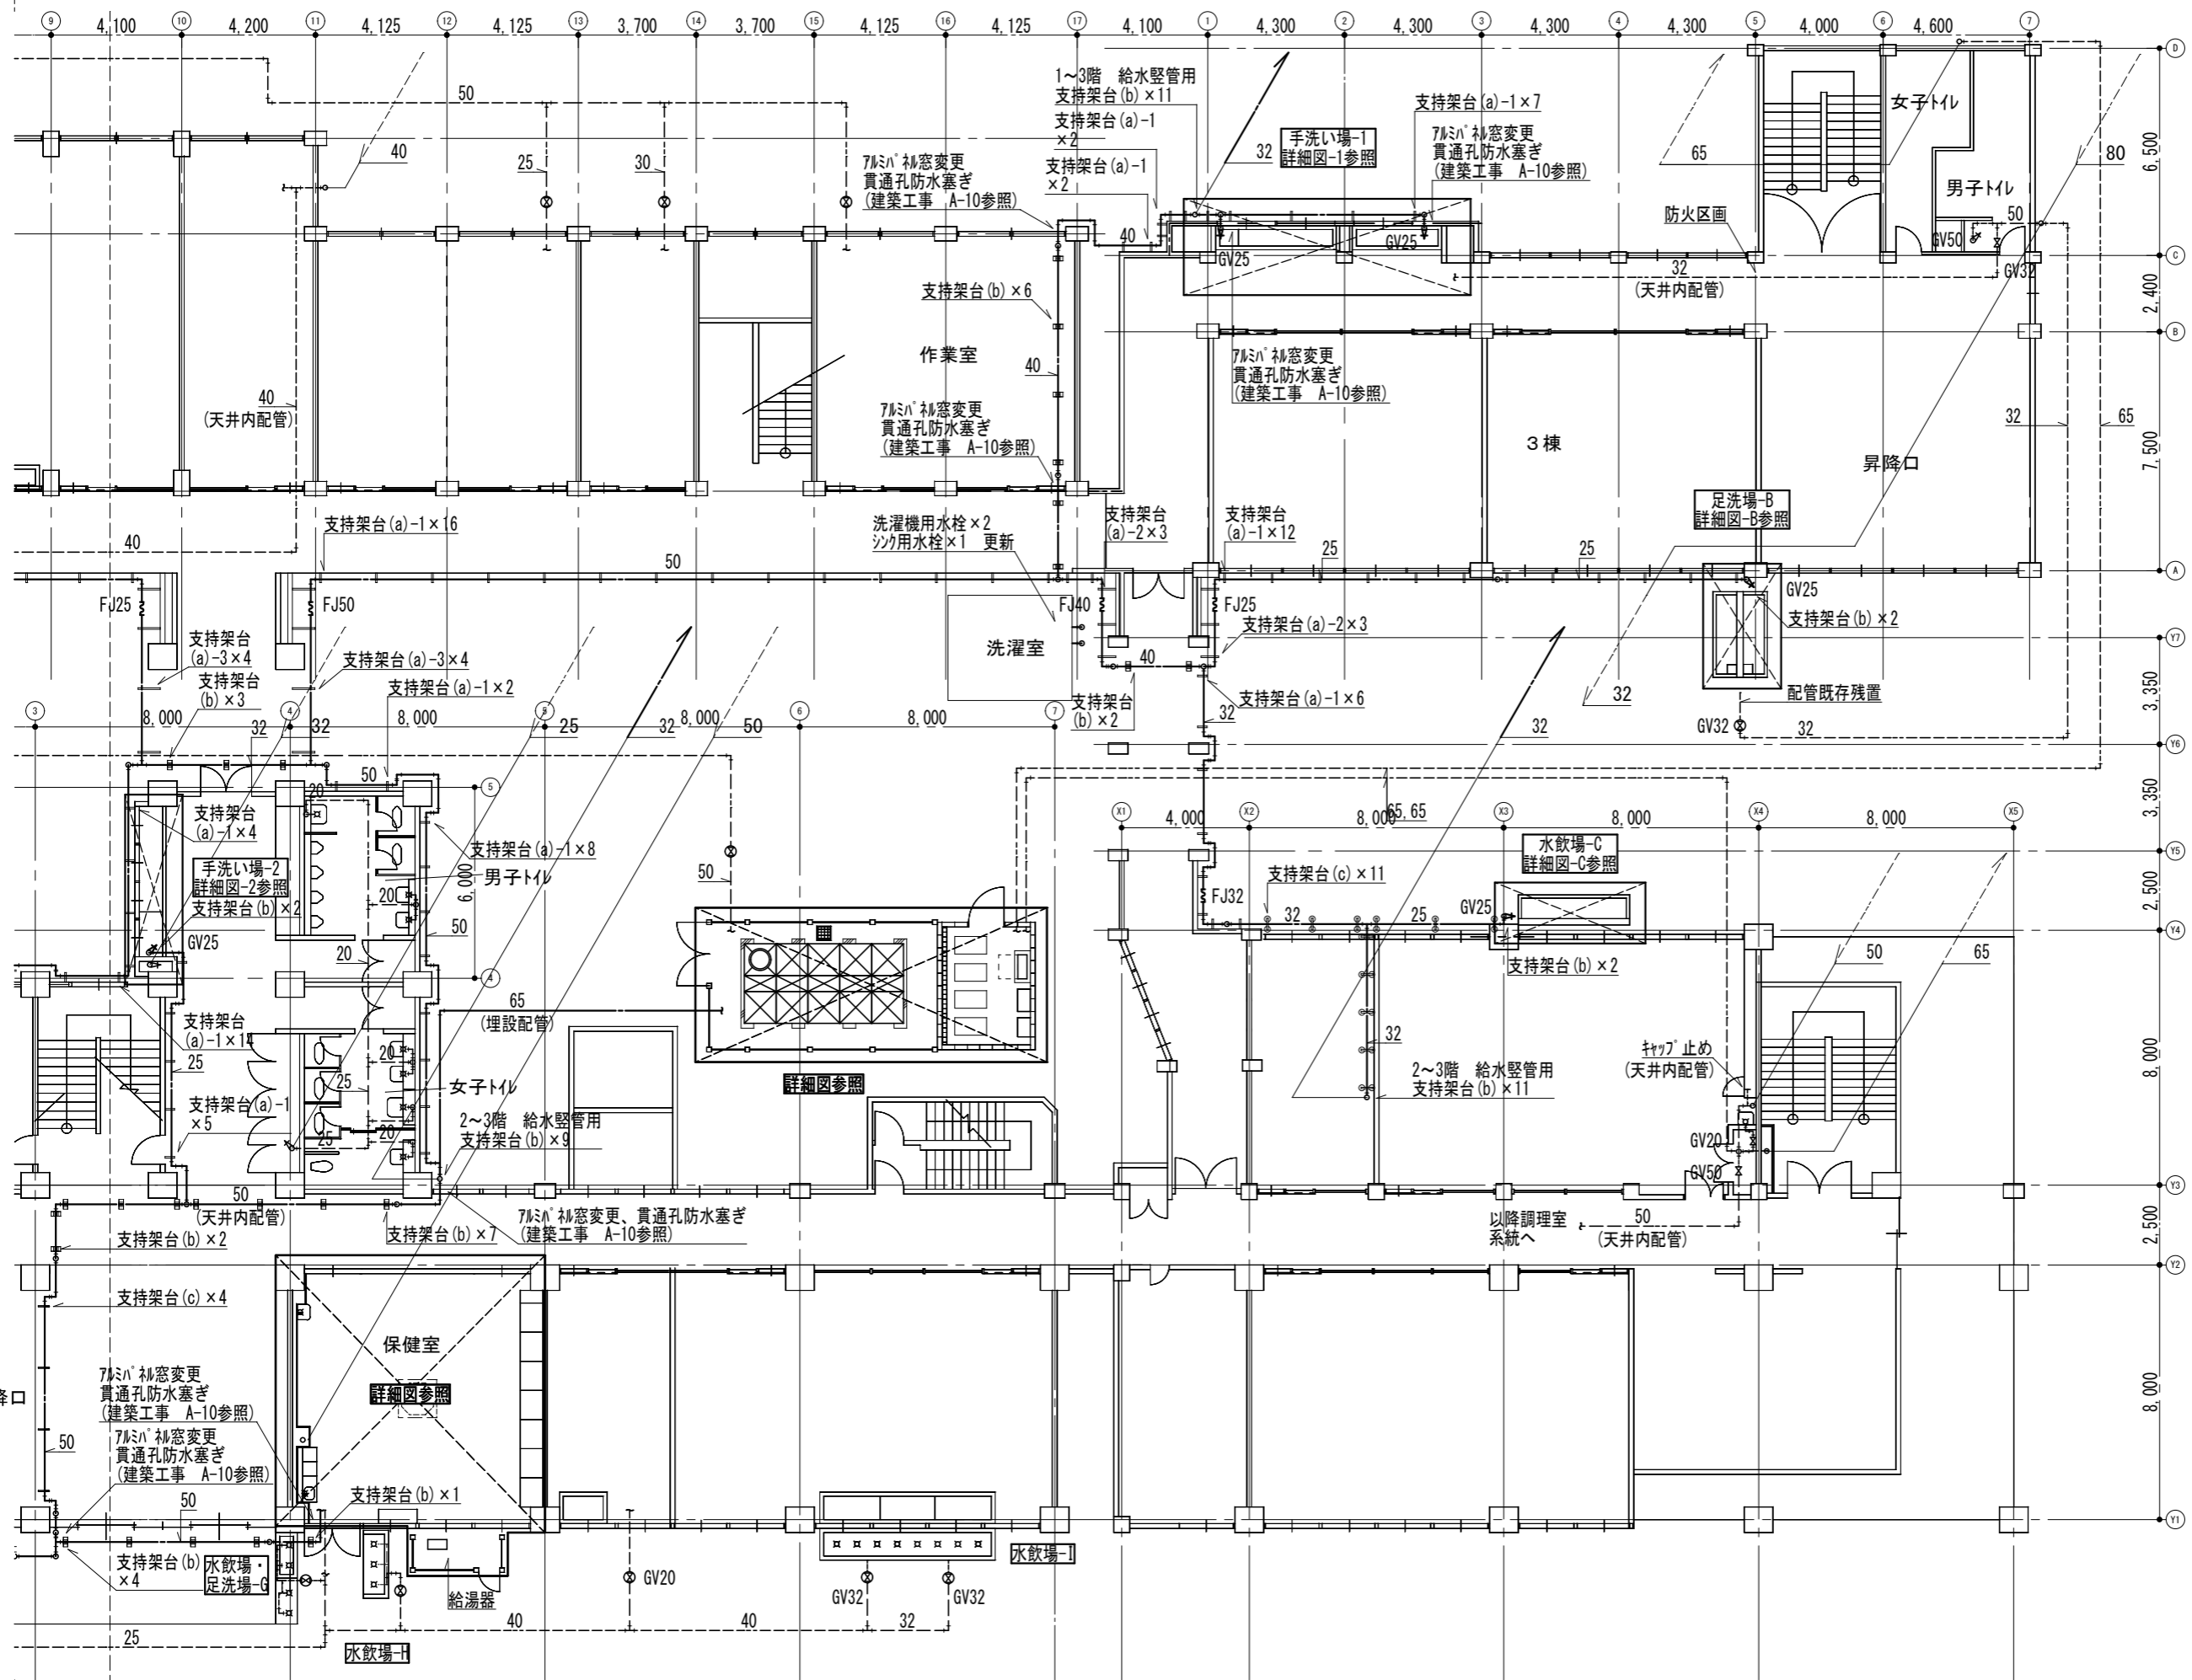 9
10
11
12
13
14
15
16
17
1
2
3
4
5
6
7
4,100
4,200
4,125
4,125
3,700
3,700
4,125
4,125
4,100
4,300
4,300
4,300
4,300
4,000
4,600
D
1～3階 給水竪管用
支持架台(b)×11
支持架台(a)-1
×2
支持架台(a)-1
×2
支持架台(a)-1×7
アルミパネル窓変更
貫通孔防水塞ぎ
(建築工事 A-10参照)
手洗い場-1
詳細図-1参照
アルミパネル窓変更
貫通孔防水塞ぎ
(建築工事 A-10参照)
50
40
25
30
32
65
80
女子トイレ
男子トイレ
6,500
防火区画
50
GV50
GV32
40
GV25
GV25
32
(天井内配管)
C
2,400
B
支持架台(b)×6
作業室
40
アルミパネル窓変更
貫通孔防水塞ぎ
(建築工事 A-10参照)
アルミパネル窓変更
貫通孔防水塞ぎ
(建築工事 A-10参照)
40
(天井内配管)
3棟
昇降口
32
65
7,500
足洗場-B
詳細図-B参照
支持架台(a)-1×16
40
50
洗濯機用水栓×2
シンク用水栓×1 更新
支持架台
(a)-2×3
支持架台
(a)-1×12
25
25
A
FJ25
FJ50
FJ40
FJ25
GV25
支持架台(b)×2
支持架台
(a)-3×4
支持架台
(b)×3
支持架台(a)-3×4
支持架台(a)-1×2
洗濯室
40
支持架台(a)-2×3
支持架台
(b)×2
支持架台(a)-1×6
32
Y7
32
配管既存残置
GV32
32
3,350
3
4
5
6
7
8,000
8,000
8,000
8,000
32
32
25
32
50
32
Y6
50
20
5
支持架台
(a)-1×4
手洗い場-2
詳細図-2参照
支持架台(b)×2
GV25
支持架台(a)-1×8
男子トイレ
6,000
20
50
20
4
50
65,65
X1
X2
X3
X4
X5
4,000
8,000
8,000
8,000
3,350
Y5
水飲場-C
詳細図-C参照
支持架台(c)×11
FJ32
32
25
GV25
支持架台(b)×2
50
65
2,500
Y4
65
(埋設配管)
支持架台
(a)-1×14
25
支持架台(a)-1
×5
20
25
女子トイレ
20
25
2～3階 給水竪管用
支持架台(b)×9
詳細図参照
32
2～3階 給水竪管用
支持架台(b)×11
キャップ止め
(天井内配管)
GV20
GV50
8,000
Y3
50
(天井内配管)
支持架台(b)×2
支持架台(b)×7
アルミパネル窓変更、貫通孔防水塞ぎ
(建築工事 A-10参照)
以降調理室
系統へ
50
(天井内配管)
2,500
Y2
支持架台(c)×4
保健室
詳細図参照
アルミパネル窓変更
貫通孔防水塞ぎ
(建築工事 A-10参照)
降口
アルミパネル窓変更
貫通孔防水塞ぎ
(建築工事 A-10参照)
50
50
支持架台(b)×1
8,000
Y1
支持架台(b)
×4
水飲場・
足洗場-G
給湯器
GV20
GV32
GV32
水飲場-I
40
40
32
25
水飲場-H